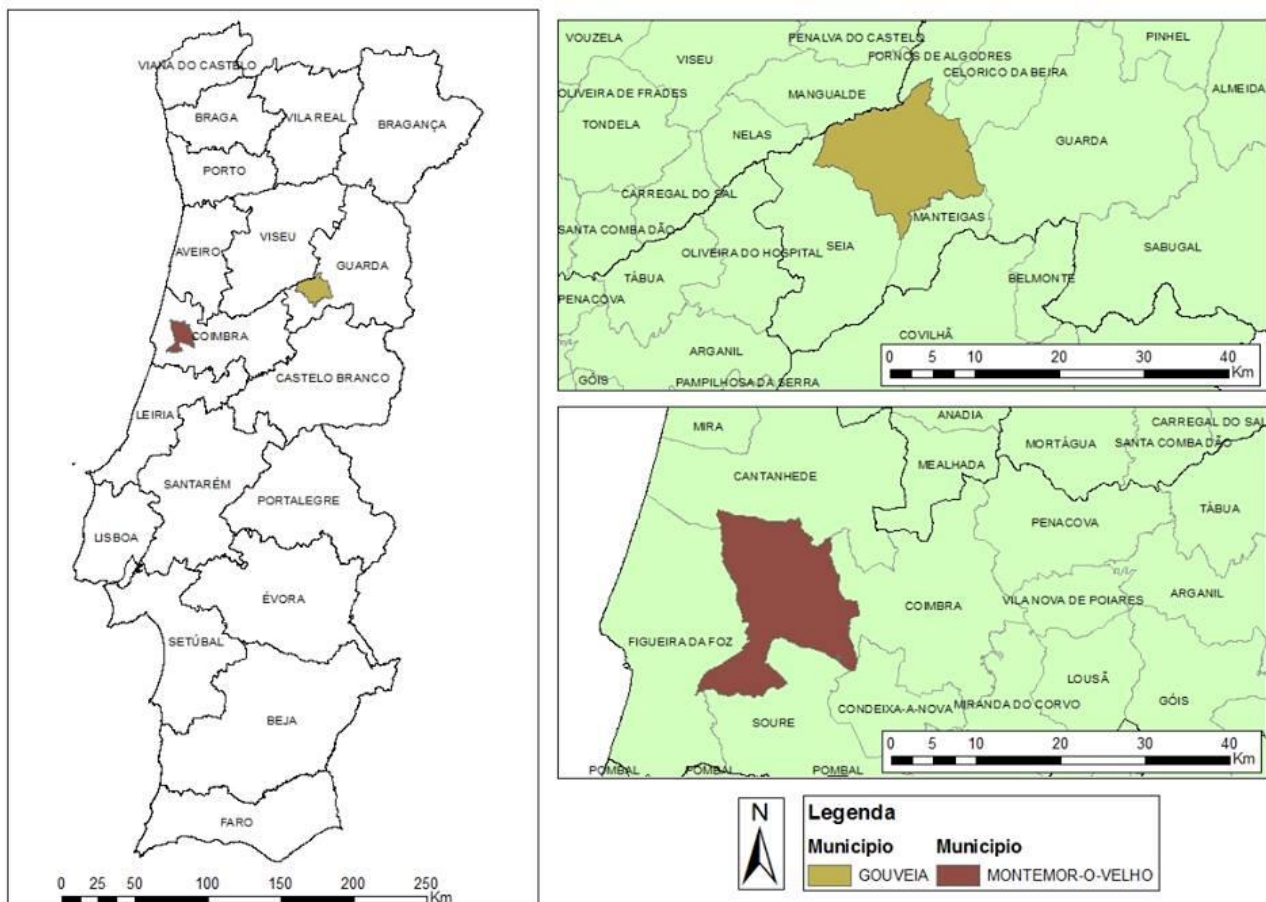 VIANA DO CASTELO
BRAGA
VILA REAL
BRAGANÇA
PORTO
AVEIRO
VISEU
GUARDA
COIMBRA
CASTELO BRANCO
LEIRIA
SANTARÉM
PORTALEGRE
LISBOA
ÉVORA
SETÚBAL
BEJA
FARO
0 25 50 100 150 200 250
Km
VOUZELA
VISEU
PENALVA DO CASTELO
FORNOS DE ALGODRES
PINHEL
CELORICO DA BEIRA
OLIVEIRA DE FRADES
MANGUALDE
ALMEIDA
TONDELA
NELAS
GUARDA
CARREGAL DO SAL
SANTA COMBA DÃO
MANTEIGAS
OLIVEIRA DO HOSPITAL
SEIA
SABUGAL
TÁBUA
BELMONTE
PENACOVA
COVILHÃ
ARGANIL
GÓIS
PAMPILHOSA DA SERRA
0 5 10 20 30 40
Km
MIRA
ANADIA
CARREGAL DO SAL
MORTÁGUA
SANTA COMBA DÃO
CANTANHEDE
MEALHADA
TÁBUA
PENACOVA
COIMBRA
VILA NOVA DE POIARES
ARGANIL
FIGUEIRA DA FOZ
LOUSÃ
GÓIS
SOURE
CONDEIXA-A-NOVA
MIRANDA DO CORVO
POMBAL
POMBAL
POMBAL
0 5 10 20 30 40
Km
N
Legenda
Municipio Municipio
GOUVEIA MONTEMOR-O-VELHO